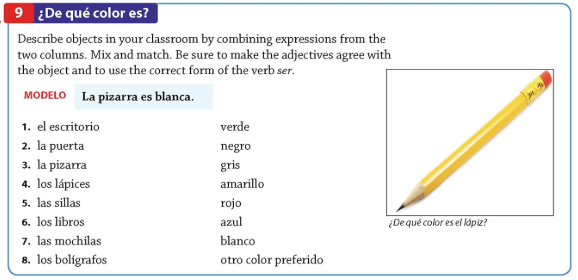 9 ¿De qué color es?
Describe objects in your classroom by combining expressions from the
two columns. Mix and match. Be sure to make the adjectives agree with
the object and to use the correct form of the verb ser.
MODELO La pizarra es blanca.
1. el escritorio verde
2. la puerta negro
3. la pizarra gris
4. los lápices amarillo
5. las sillas rojo
6. los libros azul
7. las mochilas blanco
8. los bolígrafos otro color preferido
¿De qué color es el lápiz?